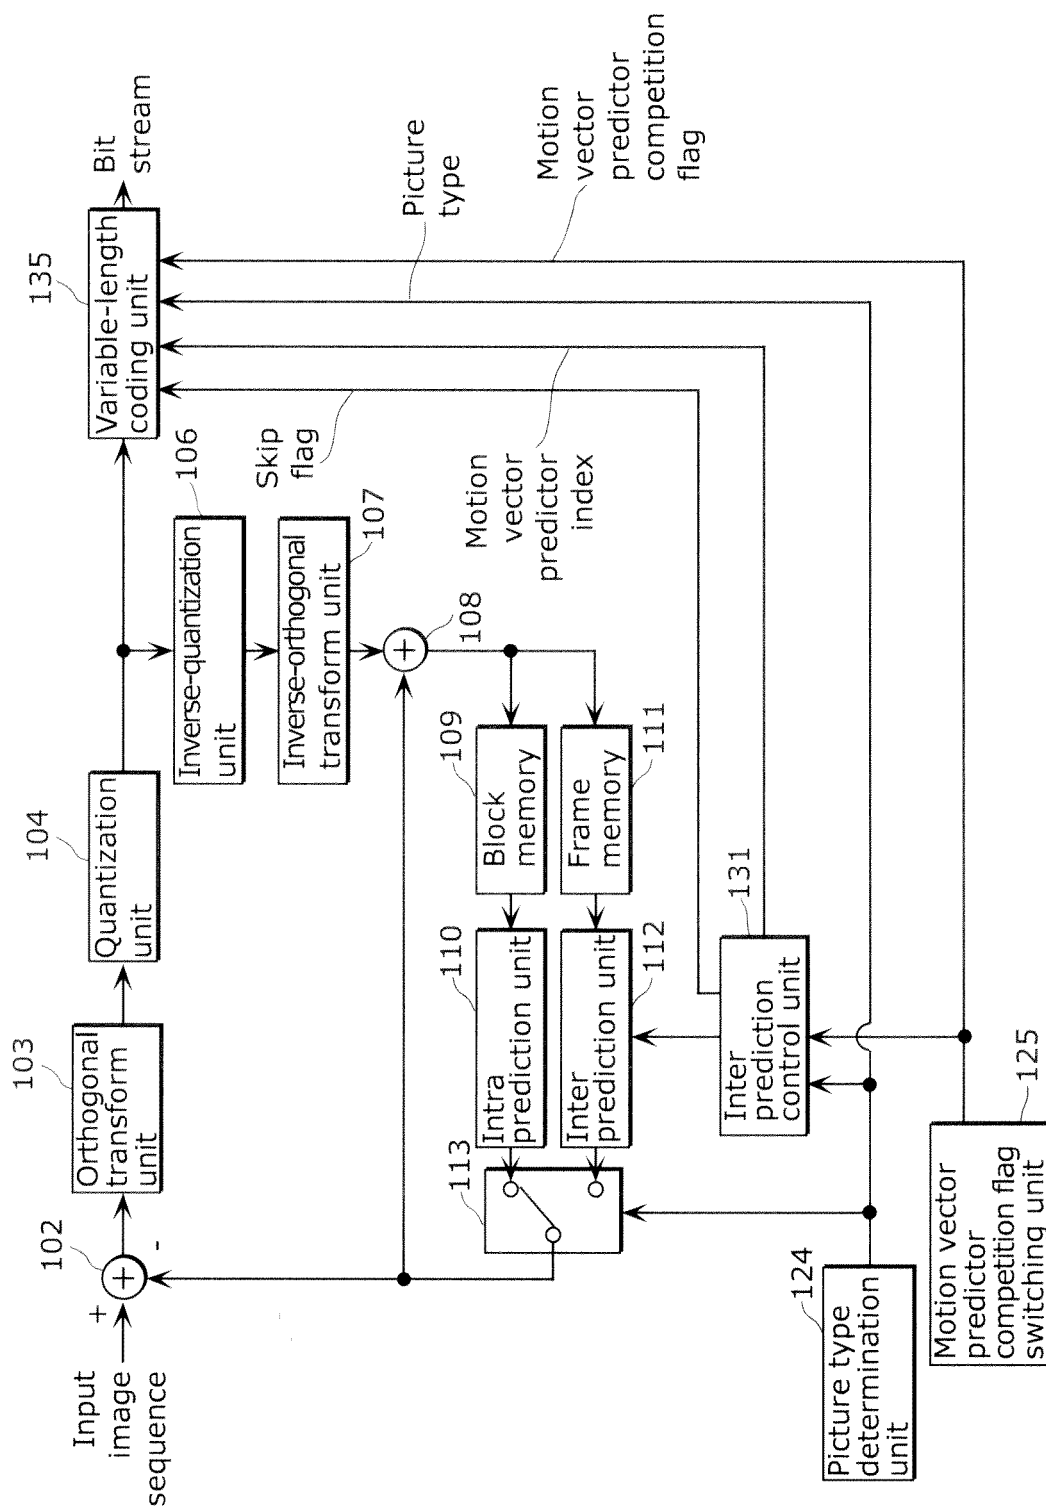 Input
image
sequence
+
-
102
Orthogonal
transform
unit
103
Quantization
unit
104
Variable-length
coding unit
135
Bit
stream
Inverse-quantization
unit
106
Inverse-orthogonal
transform unit
107
+
108
Skip
flag
Motion
vector
predictor
index
Picture
type
Motion
vector
predictor
competition
flag
Block
memory
109
Frame
memory
111
Intra
prediction unit
110
Inter
prediction unit
112
113
Inter
prediction
control unit
131
Picture type
determination
unit
124
Motion vector
predictor
competition flag
switching unit
125